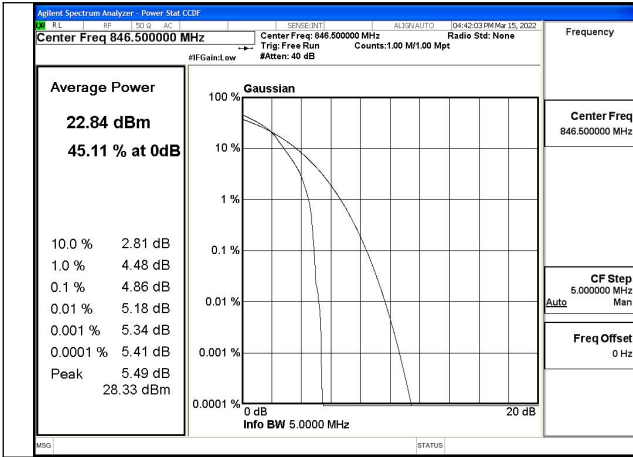 Agilent Spectrum Analyzer - Power Stat CCDF
RL RF 50 Ω AC SENSE:INT ALIGN AUTO 04:42:03 PM Mar 15, 2022
Center Freq 846.500000 MHz
Center Freq: 846.500000 MHz Radio Std: None
Trig: Free Run Counts:1.00 M/1.00 Mpt
#IFGain:Low #Atten: 40 dB
Frequency
Average Power
22.84 dBm
45.11 % at 0dB
10.0 % 2.81 dB
1.0 % 4.48 dB
0.1 % 4.86 dB
0.01 % 5.18 dB
0.001 % 5.34 dB
0.0001 % 5.41 dB
Peak 5.49 dB
28.33 dBm
Gaussian
100 %
10 %
1 %
0.1 %
0.01 %
0.001 %
0.0001 %
0 dB 20 dB
Info BW 5.0000 MHz
Center Freq
846.500000 MHz
CF Step
5.000000 MHz
Auto Man
Freq Offset
0 Hz
MSG STATUS